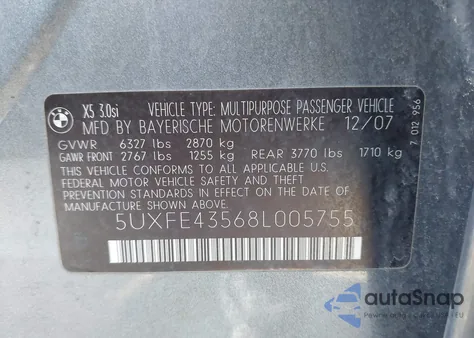 BMW
X5 3.0si VEHICLE TYPE: MULTIPURPOSE PASSENGER VEHICLE
MFD BY BAYERISCHE MOTORENWERKE 12/07
GVWR 6327 lbs 2870 kg
GAWR FRONT 2767 lbs 1255 kg REAR 3770 lbs 1710 kg
THIS VEHICLE CONFORMS TO ALL APPLICABLE U.S.
FEDERAL MOTOR VEHICLE SAFETY, BUMPER, AND THEFT
PREVENTION STANDARDS IN EFFECT ON THE DATE OF
MANUFACTURE SHOWN ABOVE.
5UXFE43568L005755
7 012 956
autoSnap